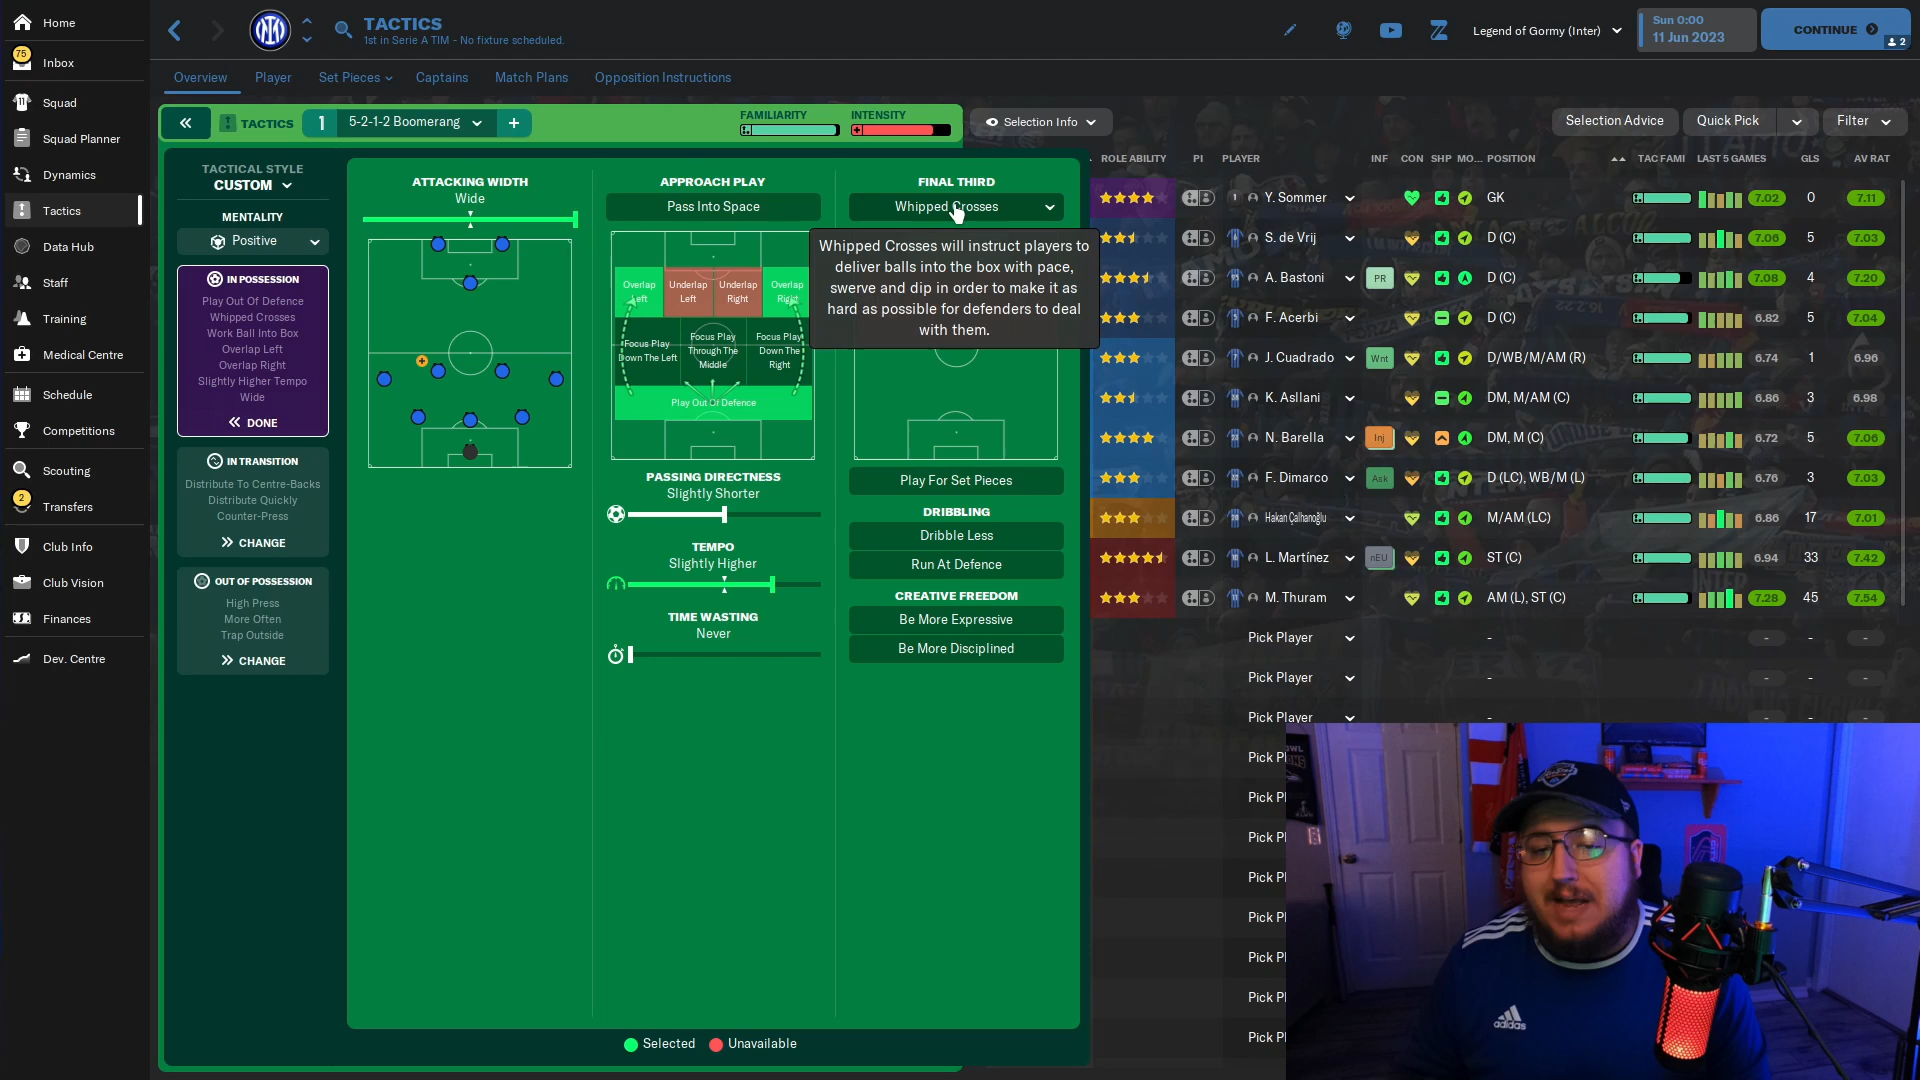 Home
75
Inbox
Squad
Squad Planner
Dynamics
Tactics
Data Hub
Staff
Training
Medical Centre
Schedule
Competitions
Scouting
2
Transfers
Club Info
Club Vision
Finances
Dev. Centre
TACTICS
1st in Serie A TIM - No fixture scheduled.
Legend of Gormy (Inter)
Sun 0:00
11 Jun 2023
CONTINUE
2
Overview
Player
Set Pieces
Captains
Match Plans
Opposition Instructions
TACTICS
1
5-2-1-2 Boomerang
+
FAMILIARITY
INTENSITY
Selection Info
Selection Advice
Quick Pick
Filter
TACTICAL STYLE
CUSTOM
MENTALITY
Positive
IN POSSESSION
Play Out Of Defence
Whipped Crosses
Work Ball Into Box
Overlap Left
Overlap Right
Slightly Higher Tempo
Wide
DONE
IN TRANSITION
Distribute To Centre-Backs
Distribute Quickly
Counter-Press
CHANGE
OUT OF POSSESSION
High Press
More Often
Trap Outside
CHANGE
ATTACKING WIDTH
Wide
APPROACH PLAY
Pass Into Space
Overlap Left
Underlap Left
Underlap Right
Overlap Right
Focus Play Down The Left
Focus Play Through The Middle
Focus Play Down The Right
Play Out Of Defence
PASSING DIRECTNESS
Slightly Shorter
TEMPO
Slightly Higher
TIME WASTING
Never
FINAL THIRD
Whipped Crosses
Whipped Crosses will instruct players to
deliver balls into the box with pace,
swerve and dip in order to make it as
hard as possible for defenders to deal
with them.
Play For Set Pieces
DRIBBLING
Dribble Less
Run At Defence
CREATIVE FREEDOM
Be More Expressive
Be More Disciplined
Selected
Unavailable
ROLE ABILITY PI PLAYER INF CON SHP MO... POSITION TAC FAMI LAST 5 GAMES GLS AV RAT
Y. Sommer GK 7.02 0 7.11
S. de Vrij D (C) 7.06 5 7.03
A. Bastoni PR D (C) 7.08 4 7.20
F. Acerbi D (C) 6.82 5 7.04
J. Cuadrado Wnt D/WB/M/AM (R) 6.74 1 6.96
K. Asllani DM, M/AM (C) 6.86 3 6.98
N. Barella Inj DM, M (C) 6.72 5 7.06
F. Dimarco Ask D (LC), WB/M (L) 6.76 3 7.03
Hakan Çalhanoğlu M/AM (LC) 6.86 17 7.01
L. Martínez nEU ST (C) 6.94 33 7.42
M. Thuram AM (L), ST (C) 7.28 45 7.54
Pick Player - - - -
Pick Player - - - -
Pick Player - - - -
Pick Pl
Pick Pl
Pick Pl
Pick Pl
Pick Pl
Pick Pl
Pick Pl
Pick Pl
adidas